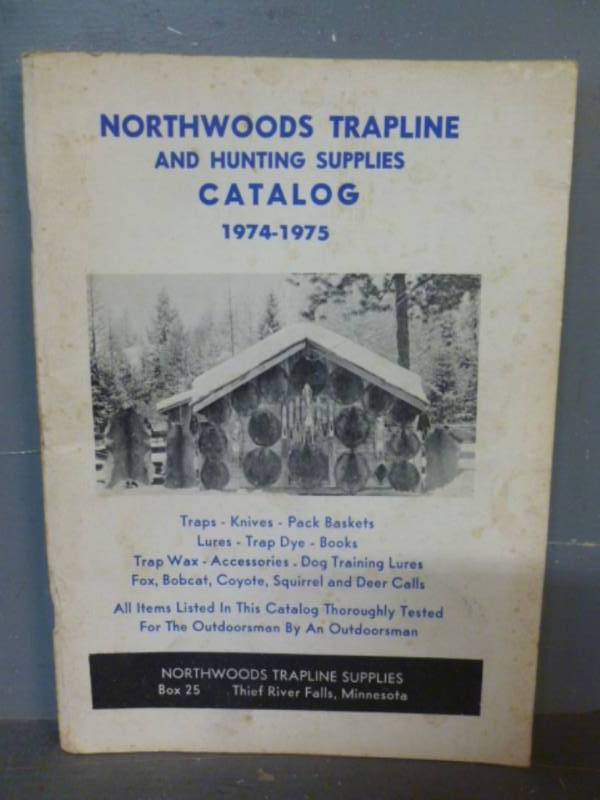 NORTHWOODS TRAPLINE
AND HUNTING SUPPLIES
CATALOG
1974-1975
Traps - Knives - Pack Baskets
Lures - Trap Dye - Books
Trap Wax - Accessories - Dog Training Lures
Fox, Bobcat, Coyote, Squirrel and Deer Calls
All Items Listed In This Catalog Thoroughly Tested
For The Outdoorsman By An Outdoorsman
NORTHWOODS TRAPLINE SUPPLIES
Box 25 Thief River Falls, Minnesota